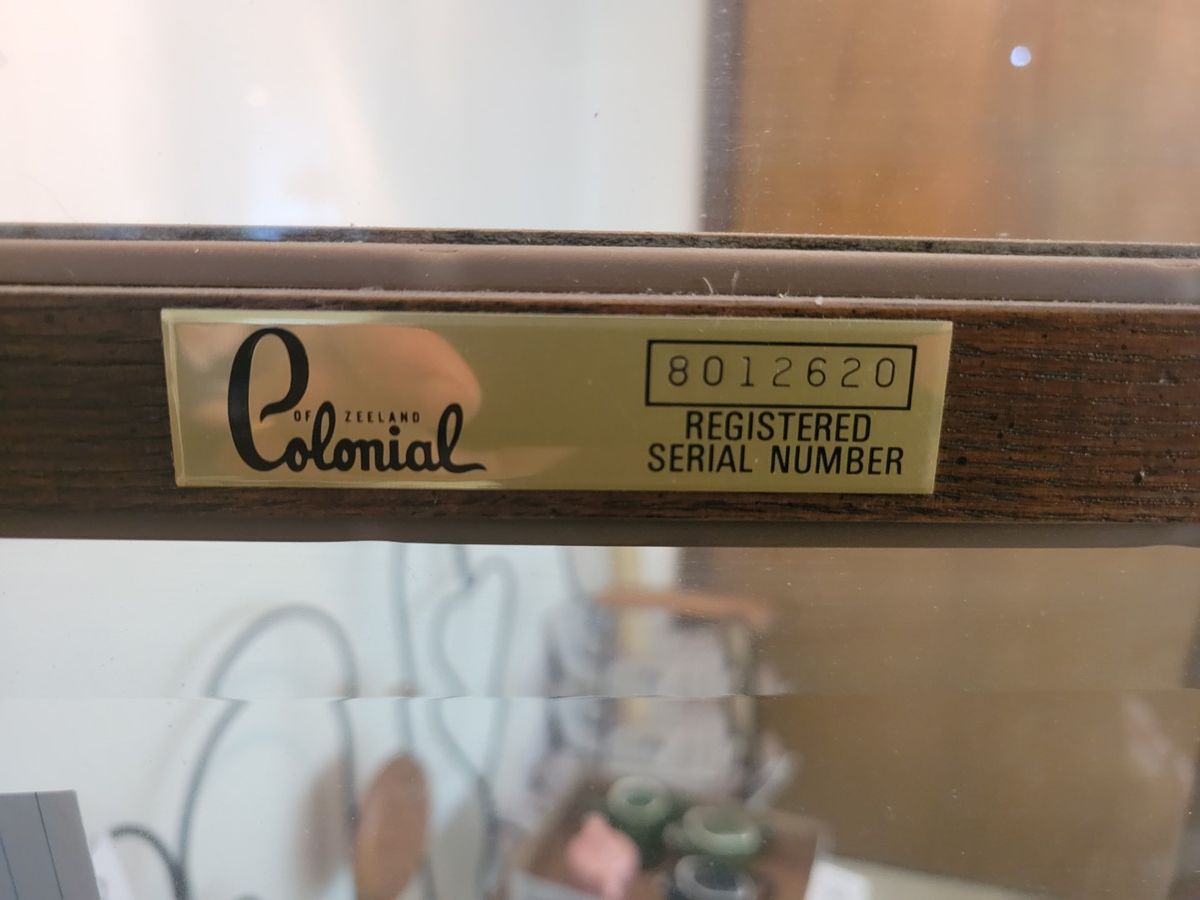 OF ZEELAND
Colonial
8012620
REGISTERED
SERIAL NUMBER